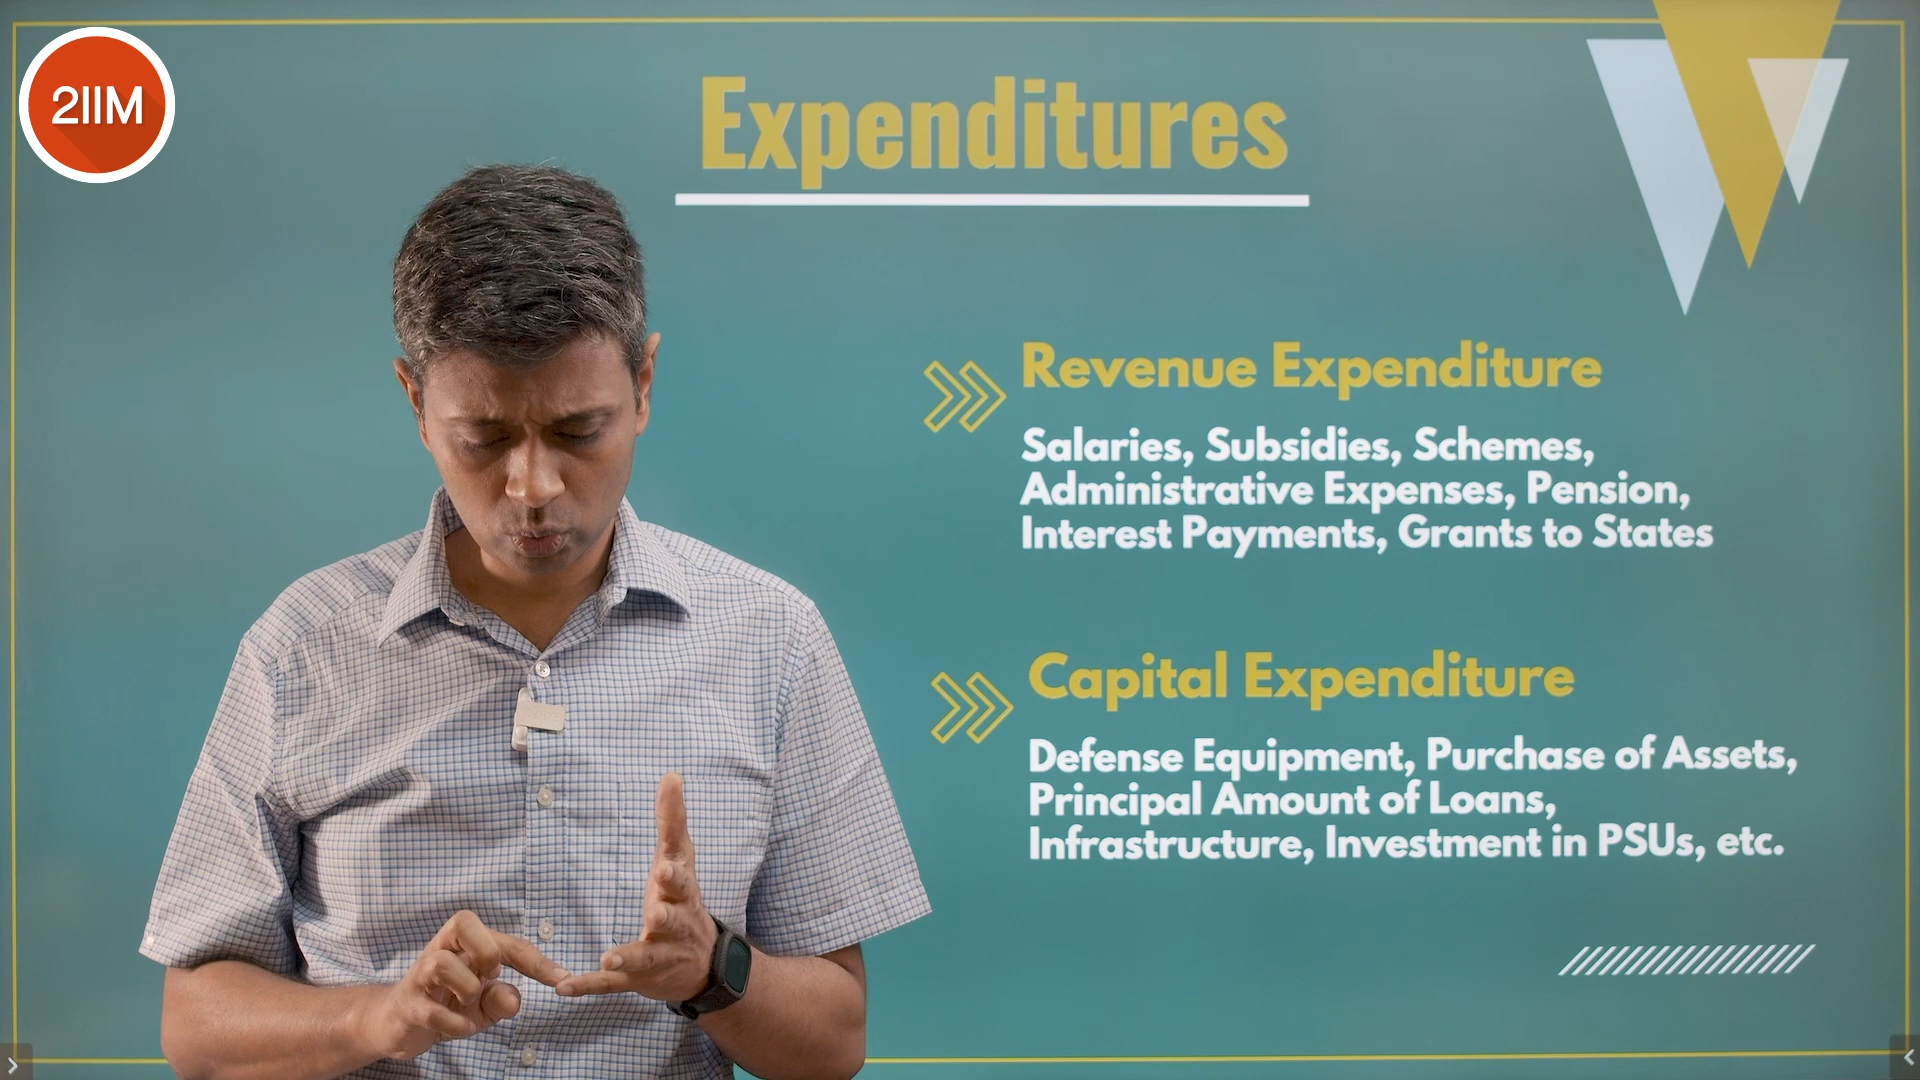 2IIM
Expenditures
Revenue Expenditure
Salaries, Subsidies, Schemes,
Administrative Expenses, Pension,
Interest Payments, Grants to States
Capital Expenditure
Defense Equipment, Purchase of Assets,
Principal Amount of Loans,
Infrastructure, Investment in PSUs, etc.